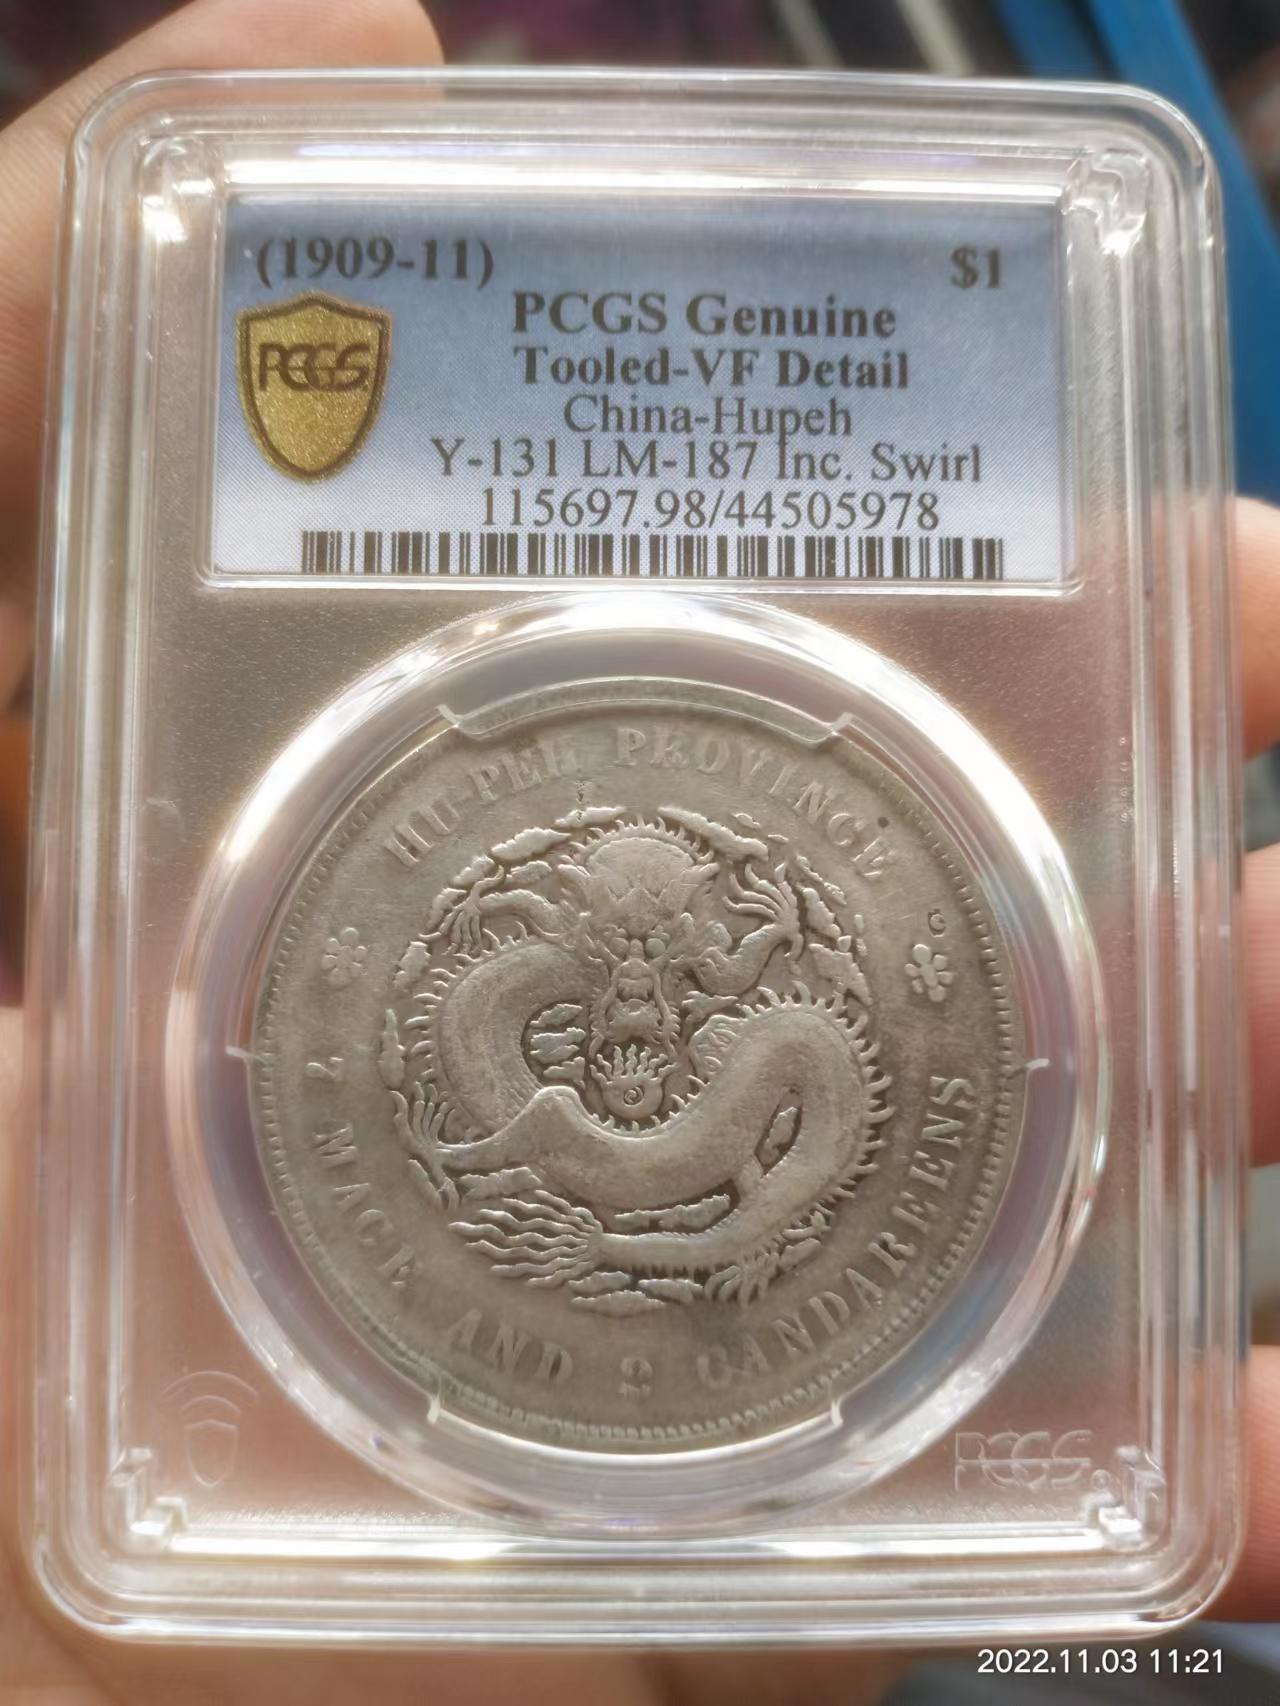 (1909-11) $1
PCGS Genuine
PCGS
Tooled-VF Detail
China-Hupeh
Y-131 LM-187 Inc. Swirl
115697.98/44505978
HU-PEH PROVINCE
7 MACE AND 2 CANDAREENS
PCGS
2022.11.03 11:21